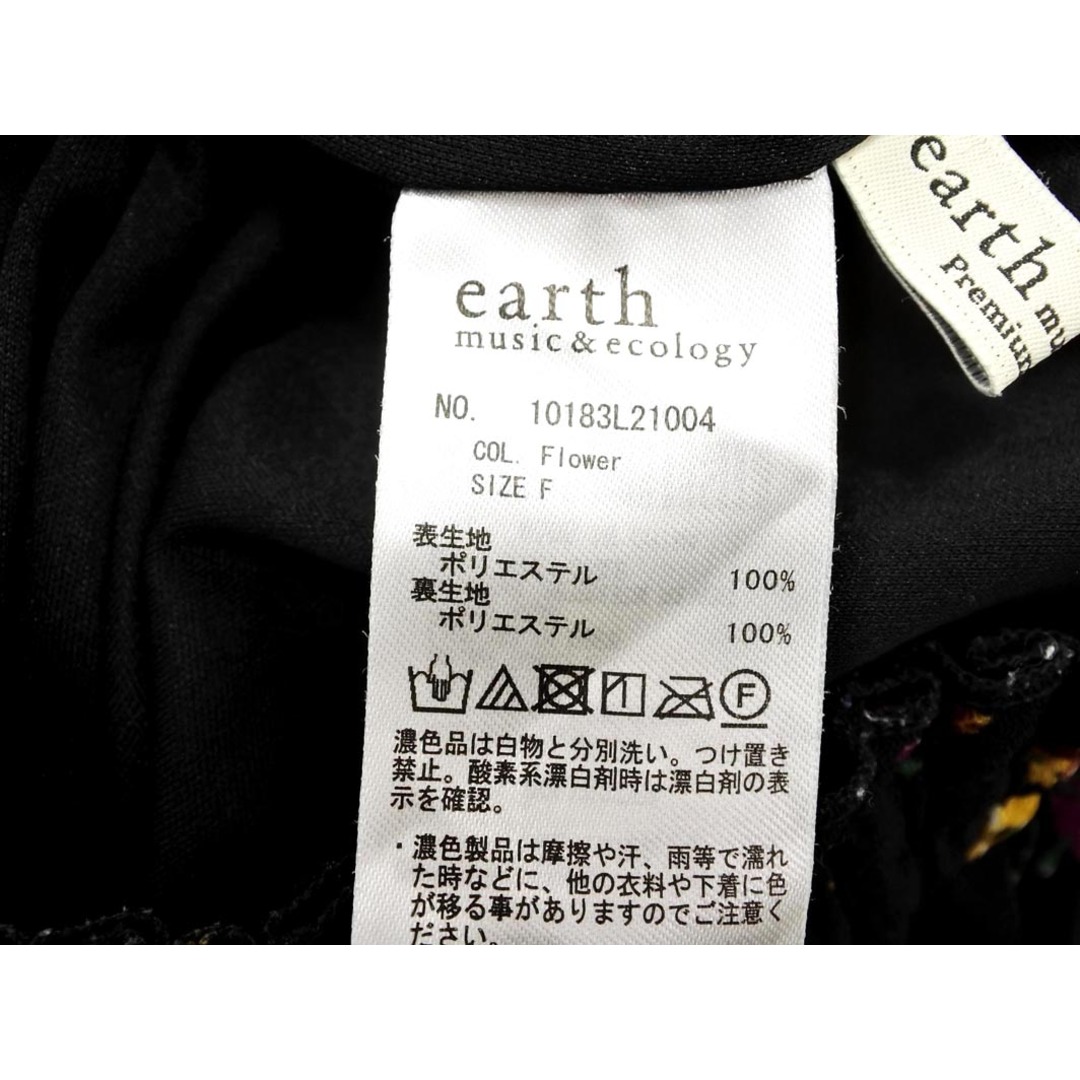 earth
music&ecology
NO. 10183L21004
COL. Flower
SIZE F
表生地
ポリエステル 100%
裏生地
ポリエステル 100%
F
濃色品は白物と分別洗い。つけ置き
禁止。酸素系漂白剤時は漂白剤の表
示を確認。
・濃色製品は摩擦や汗、雨等で濡れ
た時などに、他の衣料や下着に色
が移る事がありますのでご注意く
ださい。
earth mu
Premium